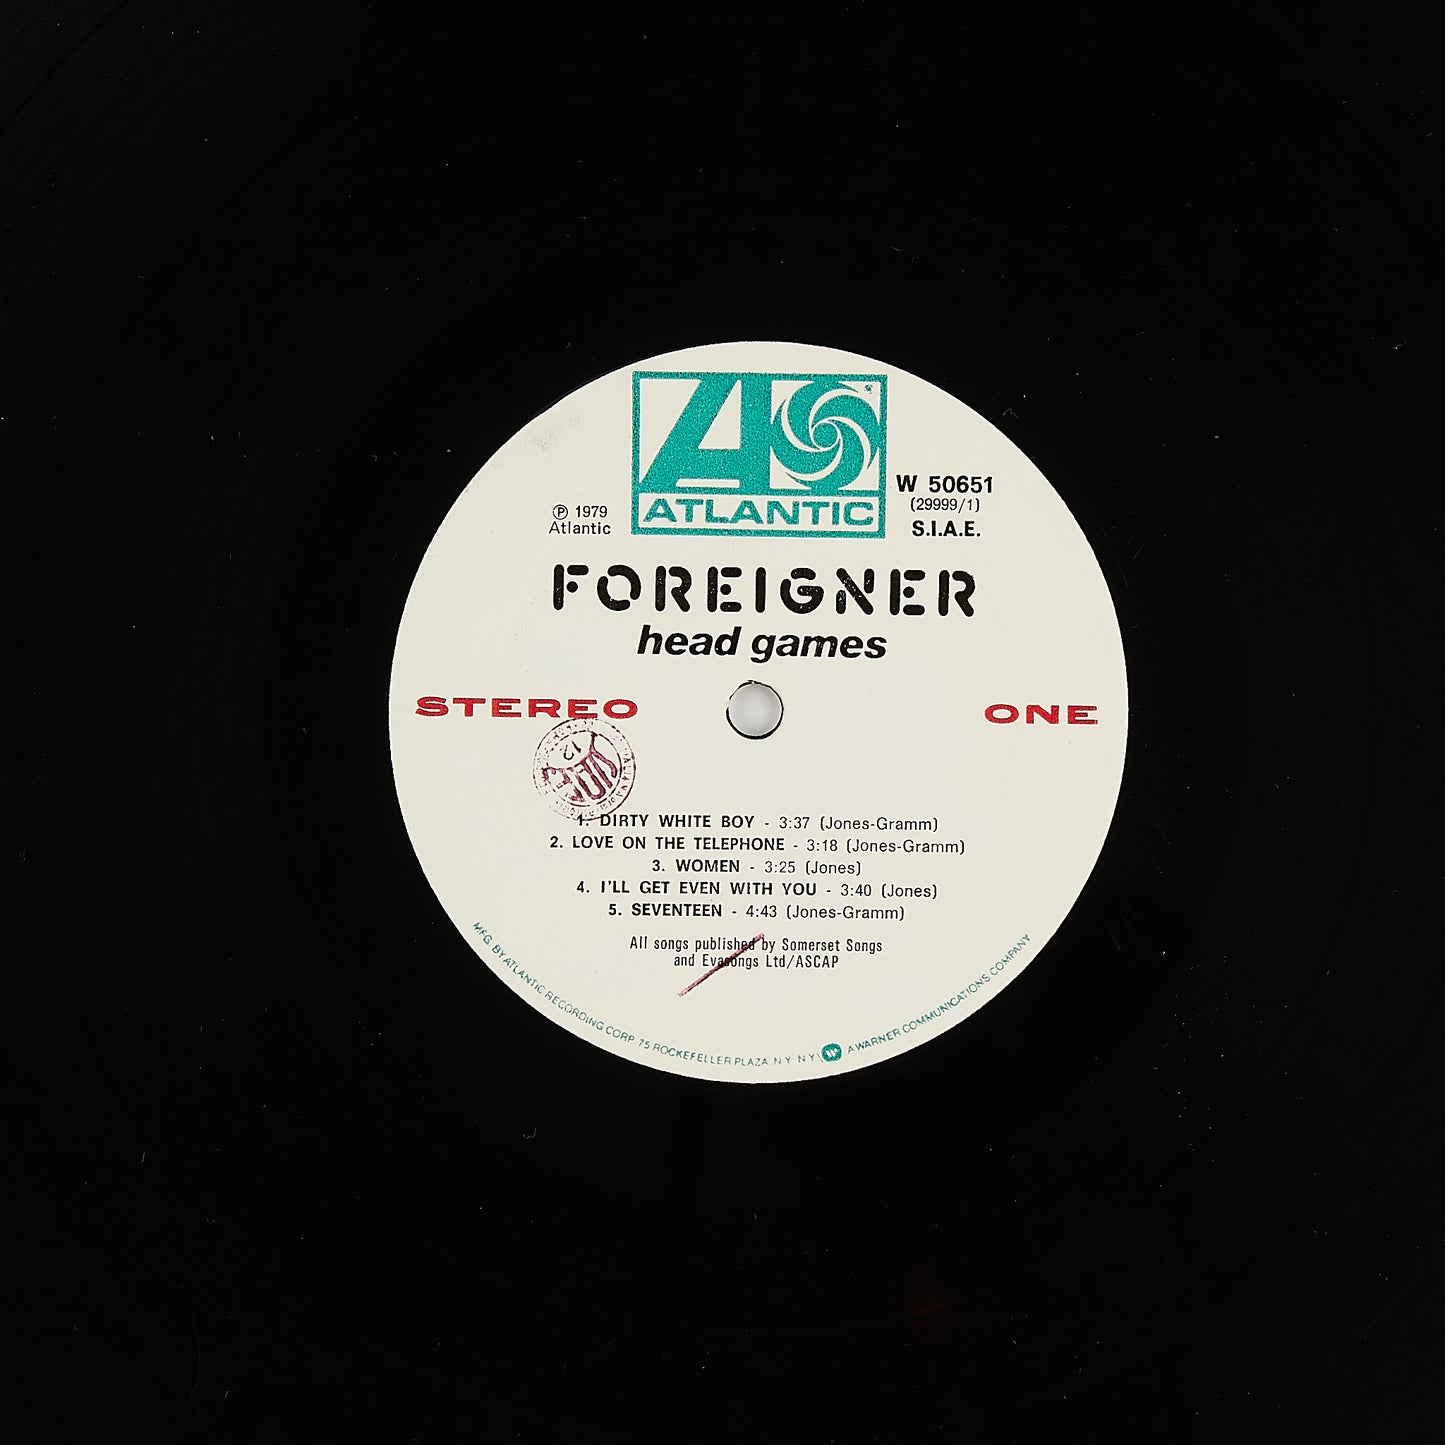 ATLANTIC
W 50651
(29999/1)
S.I.A.E.
℗ 1979
Atlantic
FOREIGNER
head games
STEREO
ONE
12
SIAE
1. DIRTY WHITE BOY - 3:37 (Jones-Gramm)
2. LOVE ON THE TELEPHONE - 3:18 (Jones-Gramm)
3. WOMEN - 3:25 (Jones)
4. I'LL GET EVEN WITH YOU - 3:40 (Jones)
5. SEVENTEEN - 4:43 (Jones-Gramm)
All songs published by Somerset Songs
and Evasongs Ltd/ASCAP
MFG. BY ATLANTIC RECORDING CORP. 75 ROCKEFELLER PLAZA. N.Y. N.Y. A WARNER COMMUNICATIONS COMPANY